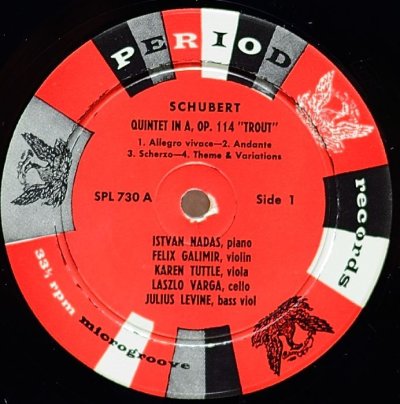 PERIOD
SCHUBERT
QUINTET IN A, OP. 114 "TROUT"
1. Allegro vivace—2. Andante
3. Scherzo—4. Theme & Variations
SPL 730 A
Side 1
records
ISTVAN NADAS, piano
FELIX GALIMIR, violin
KAREN TUTTLE, viola
LASZLO VARGA, cello
JULIUS LEVINE, bass viol
33⅓ rpm
microgroove